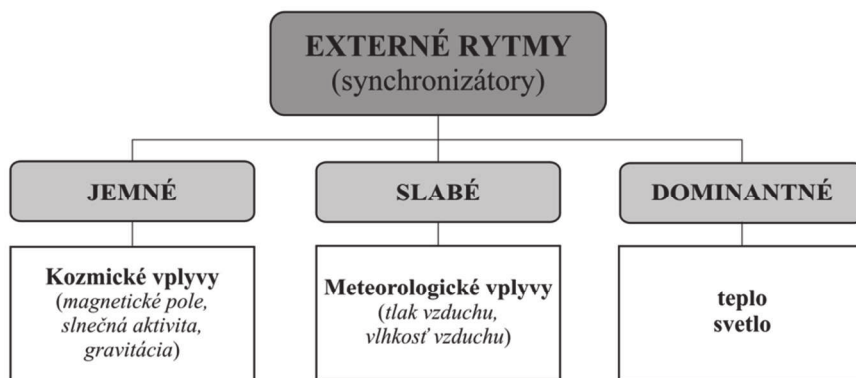 EXTERNÉ RYTMY
(synchronizátory)
JEMNÉ
SLABÉ
DOMINANTNÉ
Kozmické vplyvy
(magnetické pole,
slnečná aktivita,
gravitácia)
Meteorologické vplyvy
(tlak vzduchu,
vlhkosť vzduchu)
teplo
svetlo